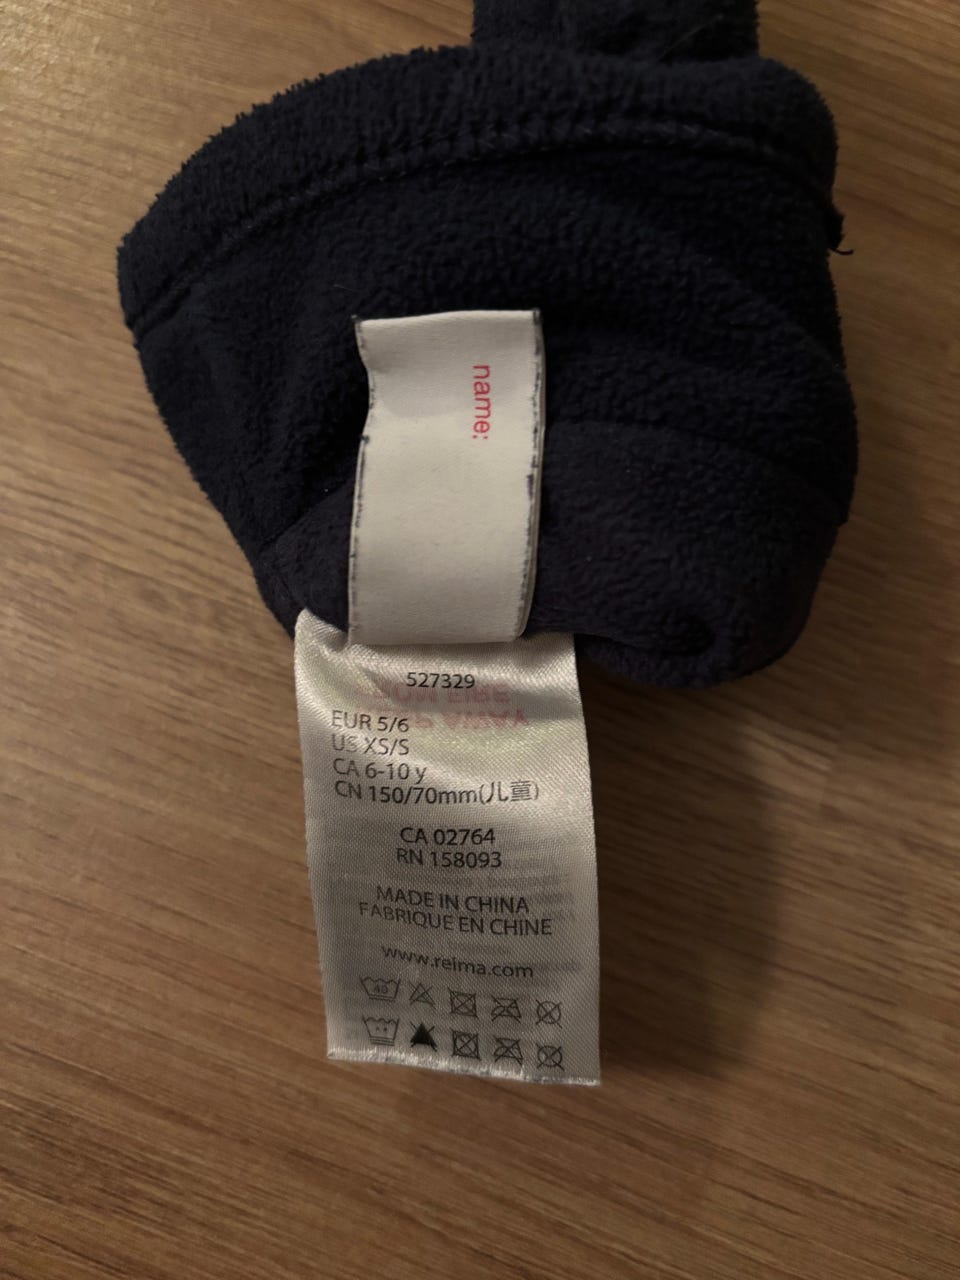 name:
527329
EUR 5/6
US XS/S
CA 6-10 y
CN 150/70mm(儿童)
CA 02764
RN 158093
MADE IN CHINA
FABRIQUE EN CHINE
www.reima.com
40